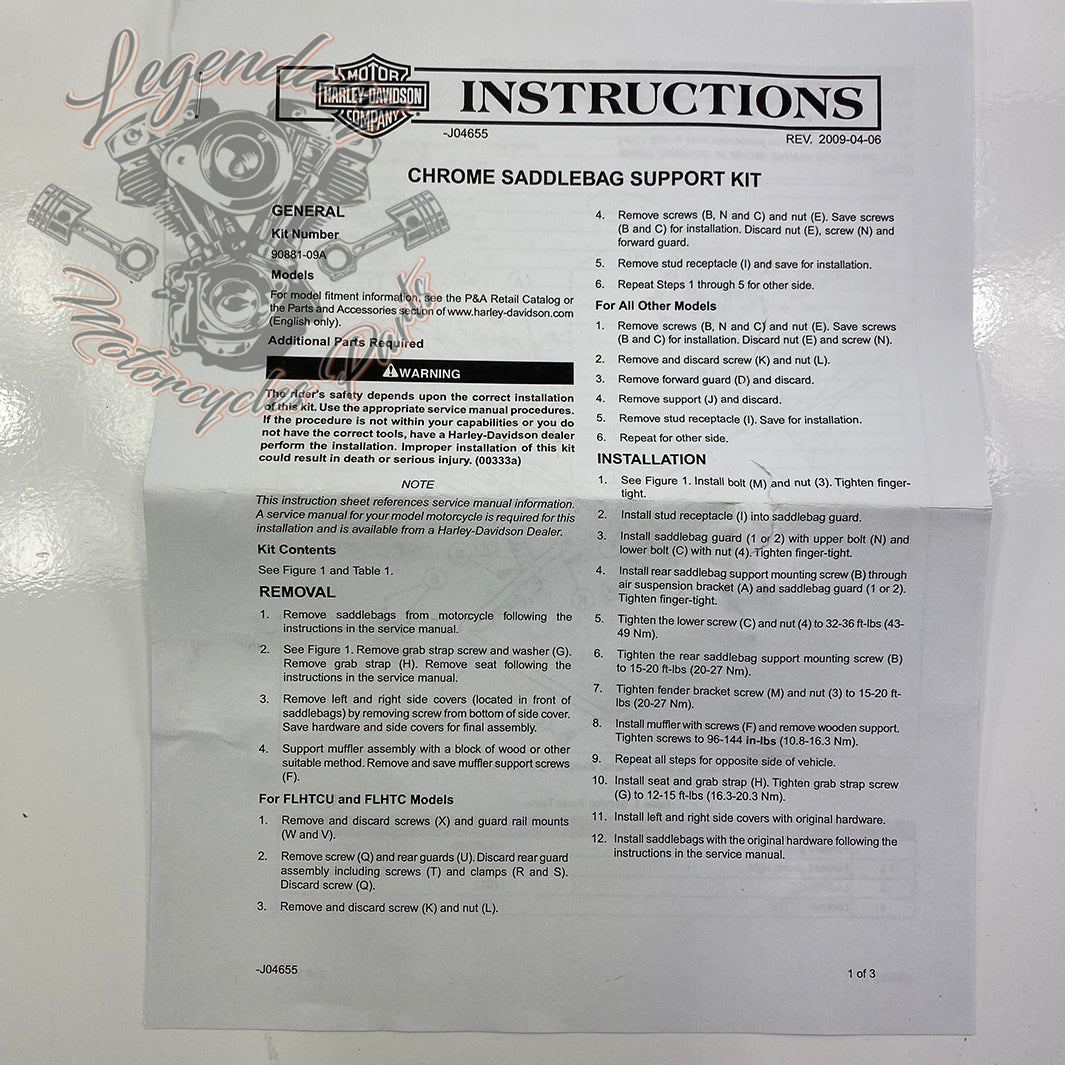 Legendary
Motorcycles Parts
MOTOR
HARLEY-DAVIDSON
COMPANY
INSTRUCTIONS
-J04655
REV. 2009-04-06
CHROME SADDLEBAG SUPPORT KIT
GENERAL
Kit Number
90881-09A
Models
For model fitment information, see the P&A Retail Catalog or
the Parts and Accessories section of www.harley-davidson.com
(English only).
Additional Parts Required
WARNING
The rider's safety depends upon the correct installation
of this kit. Use the appropriate service manual procedures.
If the procedure is not within your capabilities or you do
not have the correct tools, have a Harley-Davidson dealer
perform the installation. Improper installation of this kit
could result in death or serious injury. (00333a)
NOTE
This instruction sheet references service manual information.
A service manual for your model motorcycle is required for this
installation and is available from a Harley-Davidson Dealer.
Kit Contents
See Figure 1 and Table 1.
REMOVAL
1. Remove saddlebags from motorcycle following the
instructions in the service manual.
2. See Figure 1. Remove grab strap screw and washer (G).
Remove grab strap (H). Remove seat following the
instructions in the service manual.
3. Remove left and right side covers (located in front of
saddlebags) by removing screw from bottom of side cover.
Save hardware and side covers for final assembly.
4. Support muffler assembly with a block of wood or other
suitable method. Remove and save muffler support screws
(F).
For FLHTCU and FLHTC Models
1. Remove and discard screws (X) and guard rail mounts
(W and V).
2. Remove screw (Q) and rear guards (U). Discard rear guard
assembly including screws (T) and clamps (R and S).
Discard screw (Q).
3. Remove and discard screw (K) and nut (L).
4. Remove screws (B, N and C) and nut (E). Save screws
(B and C) for installation. Discard nut (E), screw (N) and
forward guard.
5. Remove stud receptacle (I) and save for installation.
6. Repeat Steps 1 through 5 for other side.
For All Other Models
1. Remove screws (B, N and C) and nut (E). Save screws
(B and C) for installation. Discard nut (E) and screw (N).
2. Remove and discard screw (K) and nut (L).
3. Remove forward guard (D) and discard.
4. Remove support (J) and discard.
5. Remove stud receptacle (I). Save for installation.
6. Repeat for other side.
INSTALLATION
1. See Figure 1. Install bolt (M) and nut (3). Tighten finger-
tight.
2. Install stud receptacle (I) into saddlebag guard.
3. Install saddlebag guard (1 or 2) with upper bolt (N) and
lower bolt (C) with nut (4). Tighten finger-tight.
4. Install rear saddlebag support mounting screw (B) through
air suspension bracket (A) and saddlebag guard (1 or 2).
Tighten finger-tight.
5. Tighten the lower screw (C) and nut (4) to 32-36 ft-lbs (43-
49 Nm).
6. Tighten the rear saddlebag support mounting screw (B)
to 15-20 ft-lbs (20-27 Nm).
7. Tighten fender bracket screw (M) and nut (3) to 15-20 ft-
lbs (20-27 Nm).
8. Install muffler with screws (F) and remove wooden support.
Tighten screws to 96-144 in-lbs (10.8-16.3 Nm).
9. Repeat all steps for opposite side of vehicle.
10. Install seat and grab strap (H). Tighten grab strap screw
(G) to 12-15 ft-lbs (16.3-20.3 Nm).
11. Install left and right side covers with original hardware.
12. Install saddlebags with the original hardware following the
instructions in the service manual.
-J04655
1 of 3